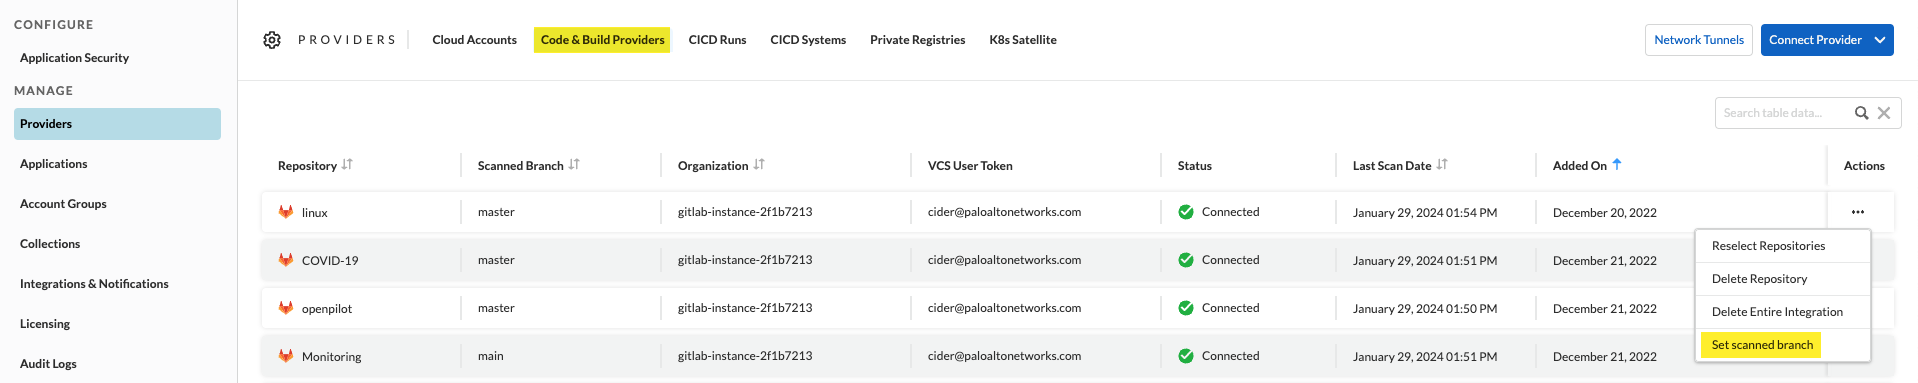 CONFIGURE
Application Security
MANAGE
Providers
Applications
Account Groups
Collections
Integrations & Notifications
Licensing
Audit Logs
PROVIDERS Cloud Accounts Code & Build Providers CICD Runs CICD Systems Private Registries K8s Satellite Network Tunnels Connect Provider
Search table data...
Repository Scanned Branch Organization VCS User Token Status Last Scan Date Added On Actions
linux master gitlab-instance-2f1b7213 cider@paloaltonetworks.com Connected January 29, 2024 01:54 PM December 20, 2022 ...
COVID-19 master gitlab-instance-2f1b7213 cider@paloaltonetworks.com Connected January 29, 2024 01:51 PM December 21, 2022
openpilot master gitlab-instance-2f1b7213 cider@paloaltonetworks.com Connected January 29, 2024 01:50 PM December 21, 2022
Monitoring main gitlab-instance-2f1b7213 cider@paloaltonetworks.com Connected January 29, 2024 01:51 PM December 21, 2022
Reselect Repositories
Delete Repository
Delete Entire Integration
Set scanned branch